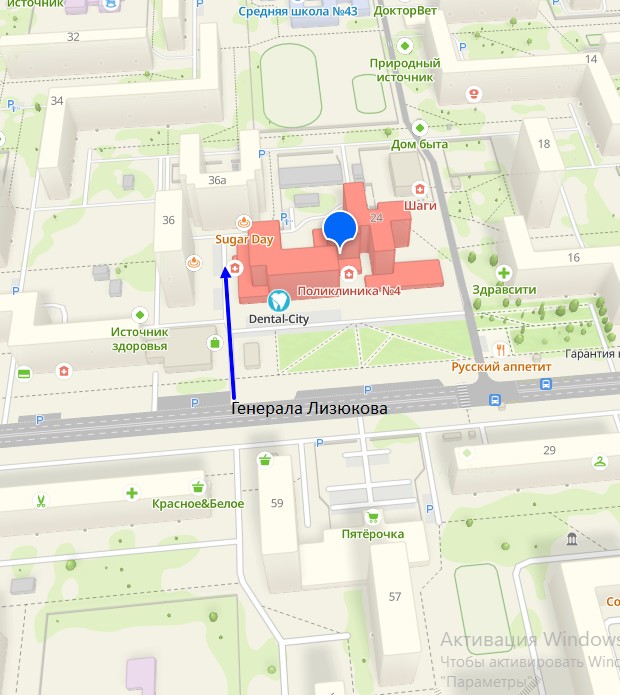 источник
Средняя школа №43
ДокторВет
32
14
Природный
источник
34
Дом быта
18
36а
36
24
Шаги
Sugar Day
16
Поликлиника №4
Здравсити
Dental-City
Источник
здоровья
Гарантия
Русский аппетит
Р
Р
Р
Р
Р
Генерала Лизюкова
Р
Р
29
59
Красное&Белое
Р
Пятёрочка
57
Со
Активация Windows
Чтобы активировать Win
"Параметры"